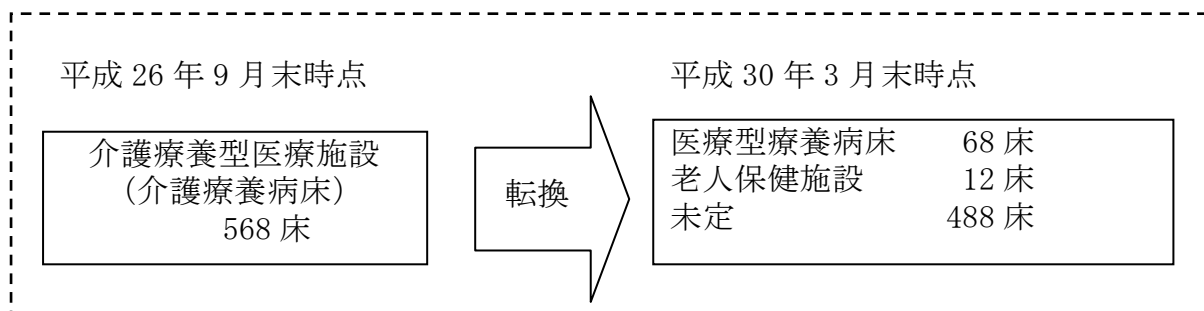 平成 26 年 9 月末時点
介護療養型医療施設
(介護療養病床)
568 床
転換
平成 30 年 3 月末時点
医療型療養病床 68 床
老人保健施設 12 床
未定 488 床